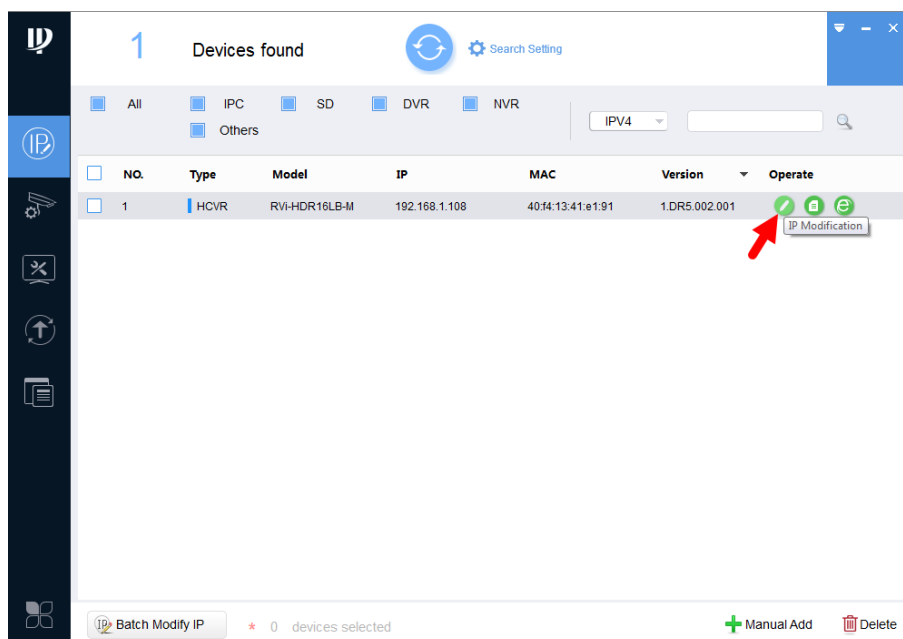 1 Devices found Search Setting
All IPC SD DVR NVR
Others
IPV4
NO. Type Model IP MAC Version Operate
1 HCVR RVi-HDR16LB-M 192.168.1.108 40:f4:13:41:e1:91 1.DR5.002.001
IP Modification
Batch Modify IP * 0 devices selected Manual Add Delete